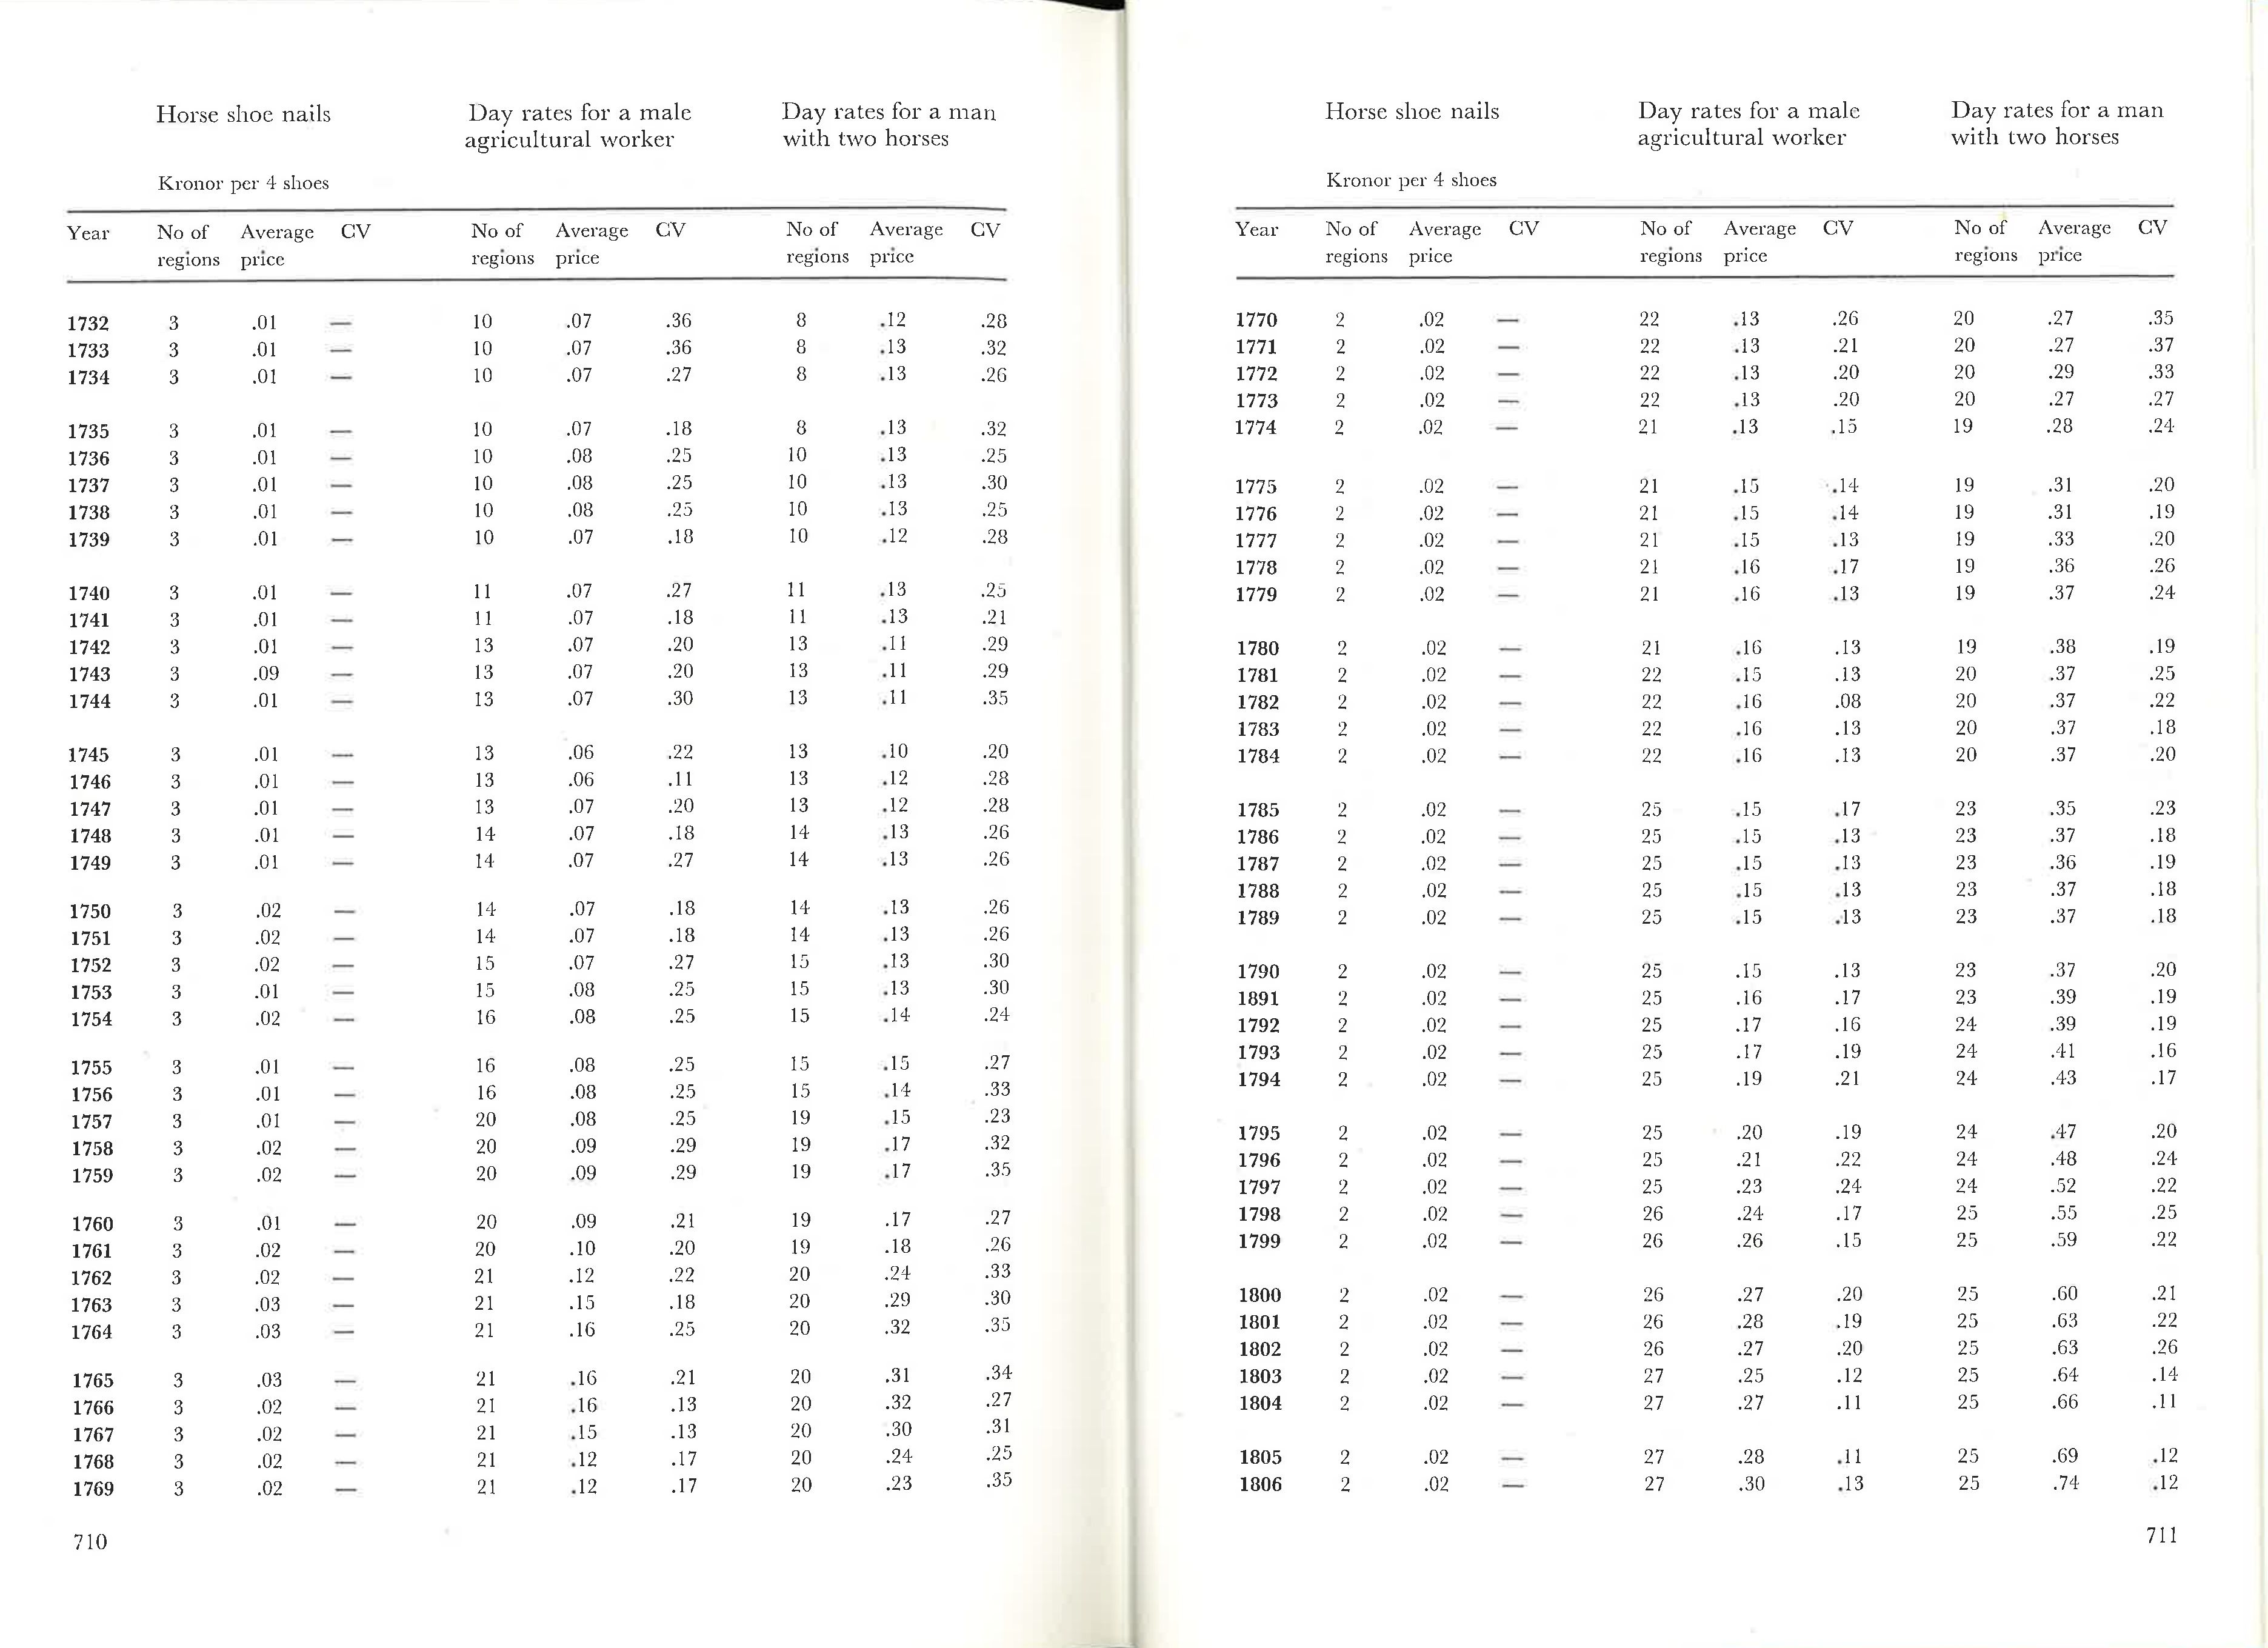 Horse shoe nails Day rates for a male Day rates for a man
agricultural worker with two horses
Kronor per 4 shoes
Year No of Average CV No of Average CV No of Average CV
regions price regions price regions price
1732 3 .01 — 10 .07 .36 8 .12 .28
1733 3 .01 — 10 .07 .36 8 .13 .32
1734 3 .01 — 10 .07 .27 8 .13 .26
1735 3 .01 — 10 .07 .18 8 .13 .32
1736 3 .01 — 10 .08 .25 10 .13 .25
1737 3 .01 — 10 .08 .25 10 .13 .30
1738 3 .01 — 10 .08 .25 10 .13 .25
1739 3 .01 — 10 .07 .18 10 .12 .28
1740 3 .01 — 11 .07 .27 11 .13 .25
1741 3 .01 — 11 .07 .18 11 .13 .21
1742 3 .01 — 13 .07 .20 13 .11 .29
1743 3 .09 — 13 .07 .20 13 .11 .29
1744 3 .01 — 13 .07 .30 13 .11 .35
1745 3 .01 — 13 .06 .22 13 .10 .20
1746 3 .01 — 13 .06 .11 13 .12 .28
1747 3 .01 — 13 .07 .20 13 .12 .28
1748 3 .01 — 14 .07 .18 14 .13 .26
1749 3 .01 — 14 .07 .27 14 .13 .26
1750 3 .02 — 14 .07 .18 14 .13 .26
1751 3 .02 — 14 .07 .18 14 .13 .26
1752 3 .02 — 15 .07 .27 15 .13 .30
1753 3 .01 — 15 .08 .25 15 .13 .30
1754 3 .02 — 16 .08 .25 15 .14 .24
1755 3 .01 — 16 .08 .25 15 .15 .27
1756 3 .01 — 16 .08 .25 15 .14 .33
1757 3 .01 — 20 .08 .25 19 .15 .23
1758 3 .02 — 20 .09 .29 19 .17 .32
1759 3 .02 — 20 .09 .29 19 .17 .35
1760 3 .01 — 20 .09 .21 19 .17 .27
1761 3 .02 — 20 .10 .20 19 .18 .26
1762 3 .02 — 21 .12 .22 20 .24 .33
1763 3 .03 — 21 .15 .18 20 .29 .30
1764 3 .03 — 21 .16 .25 20 .32 .35
1765 3 .03 — 21 .16 .21 20 .31 .34
1766 3 .02 — 21 .16 .13 20 .32 .27
1767 3 .02 — 21 .15 .13 20 .30 .31
1768 3 .02 — 21 .12 .17 20 .24 .25
1769 3 .02 — 21 .12 .17 20 .23 .35
710
Horse shoe nails Day rates for a male Day rates for a man
agricultural worker with two horses
Kronor per 4 shoes
Year No of Average CV No of Average CV No of Average CV
regions price regions price regions price
1770 2 .02 — 22 .13 .26 20 .27 .35
1771 2 .02 — 22 .13 .21 20 .27 .37
1772 2 .02 — 22 .13 .20 20 .29 .33
1773 2 .02 — 22 .13 .20 20 .27 .27
1774 2 .02 — 21 .13 .15 19 .28 .24
1775 2 .02 — 21 .15 .14 19 .31 .20
1776 2 .02 — 21 .15 .14 19 .31 .19
1777 2 .02 — 21 .15 .13 19 .33 .20
1778 2 .02 — 21 .16 .17 19 .36 .26
1779 2 .02 — 21 .16 .13 19 .37 .24
1780 2 .02 — 21 .16 .13 19 .38 .19
1781 2 .02 — 22 .15 .13 20 .37 .25
1782 2 .02 — 22 .16 .08 20 .37 .22
1783 2 .02 — 22 .16 .13 20 .37 .18
1784 2 .02 — 22 .16 .13 20 .37 .20
1785 2 .02 — 25 .15 .17 23 .35 .23
1786 2 .02 — 25 .15 .13 23 .37 .18
1787 2 .02 — 25 .15 .13 23 .36 .19
1788 2 .02 — 25 .15 .13 23 .37 .18
1789 2 .02 — 25 .15 .13 23 .37 .18
1790 2 .02 — 25 .15 .13 23 .37 .20
1891 2 .02 — 25 .16 .17 23 .39 .19
1792 2 .02 — 25 .17 .16 24 .39 .19
1793 2 .02 — 25 .17 .19 24 .41 .16
1794 2 .02 — 25 .19 .21 24 .43 .17
1795 2 .02 — 25 .20 .19 24 .47 .20
1796 2 .02 — 25 .21 .22 24 .48 .24
1797 2 .02 — 25 .23 .24 24 .52 .22
1798 2 .02 — 26 .24 .17 25 .55 .25
1799 2 .02 — 26 .26 .15 25 .59 .22
1800 2 .02 — 26 .27 .20 25 .60 .21
1801 2 .02 — 26 .28 .19 25 .63 .22
1802 2 .02 — 26 .27 .20 25 .63 .26
1803 2 .02 — 27 .25 .12 25 .64 .14
1804 2 .02 — 27 .27 .11 25 .66 .11
1805 2 .02 — 27 .28 .11 25 .69 .12
1806 2 .02 — 27 .30 .13 25 .74 .12
711